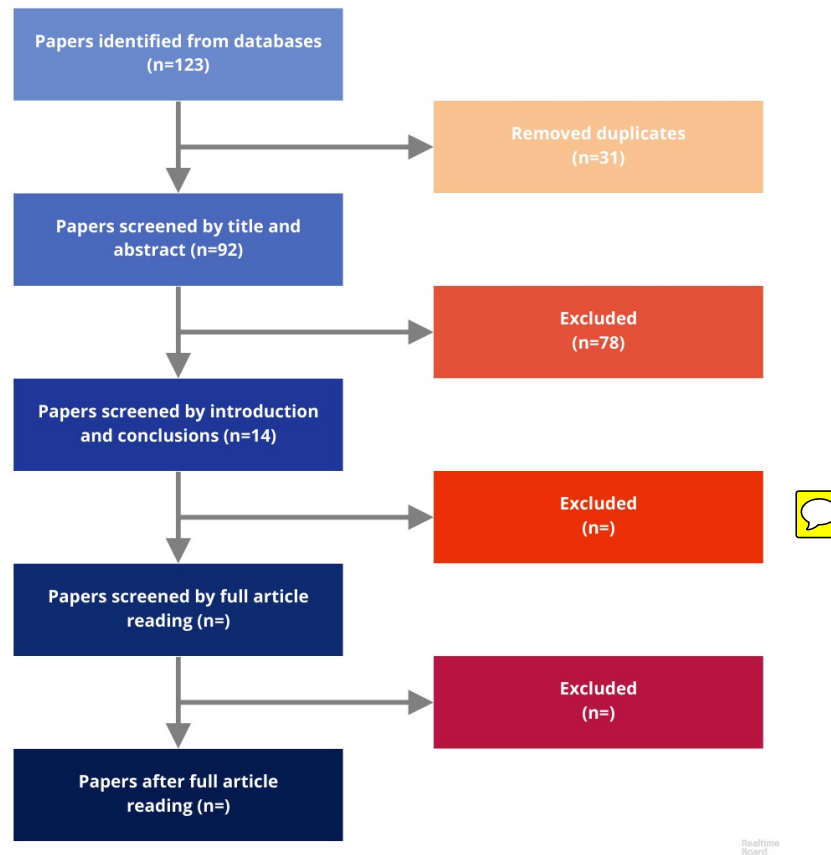 Papers identified from databases
(n=123)
Removed duplicates
(n=31)
Papers screened by title and
abstract (n=92)
Excluded
(n=78)
Papers screened by introduction
and conclusions (n=14)
Excluded
(n=)
Papers screened by full article
reading (n=)
Excluded
(n=)
Papers after full article
reading (n=)
Realtime
Board